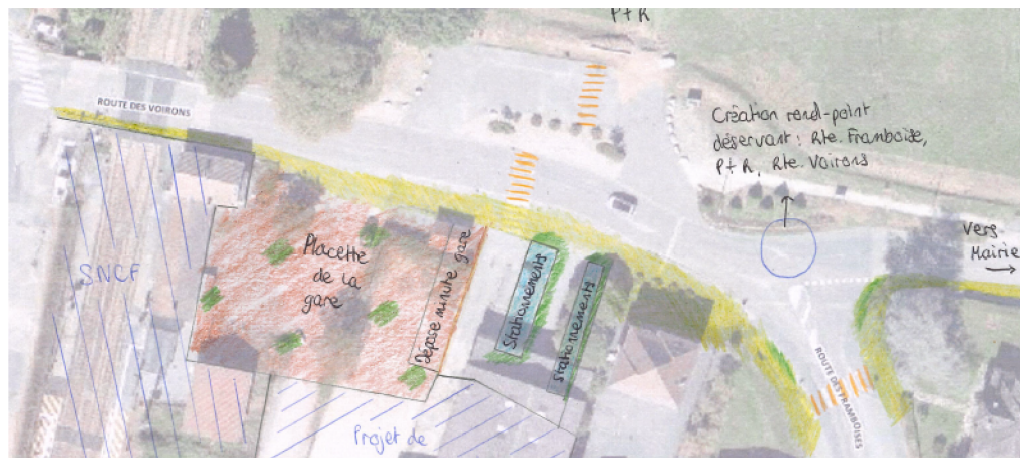 P+R
ROUTE DES VOIRONS
Création rond-point
déservant : Rte. Framboise,
P+R, Rte. Voirons
Vers
Mairie
SNCF
Placette
de la
gare
Dépose minute gare
Stationnements
Stationnements
ROUTE DES FRAMBOISES
Projet de